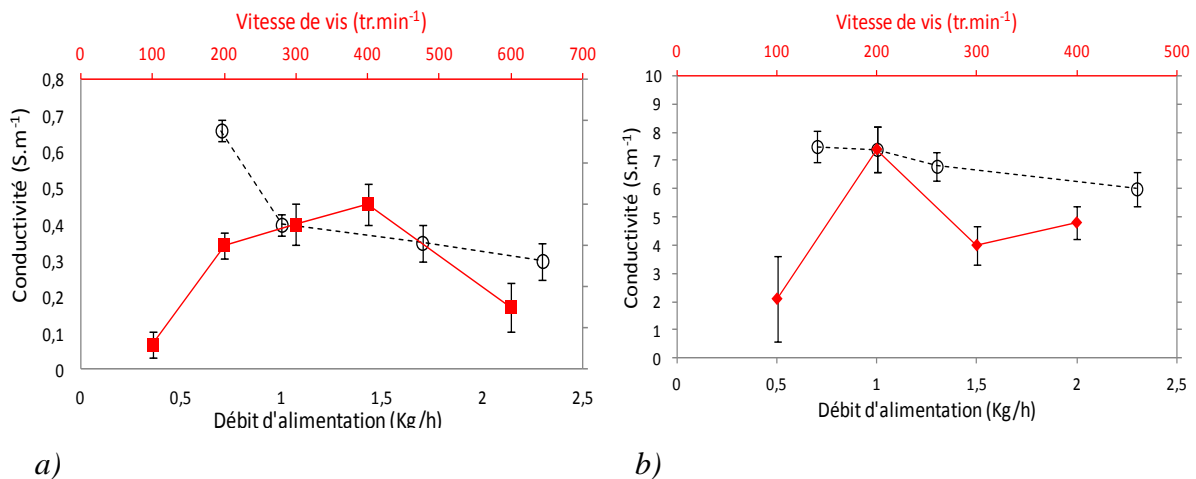 Vitesse de vis (tr.min⁻¹)
0 100 200 300 400 500 600 700
Conductivité (S.m⁻¹)
0,8
0,7
0,6
0,5
0,4
0,3
0,2
0,1
0
0 0,5 1 1,5 2 2,5
Débit d'alimentation (Kg/h)
a)
Vitesse de vis (tr.min⁻¹)
0 100 200 300 400 500
Conductivité (S.m⁻¹)
10
9
8
7
6
5
4
3
2
1
0
0 0,5 1 1,5 2 2,5
Débit d'alimentation (Kg/h)
b)